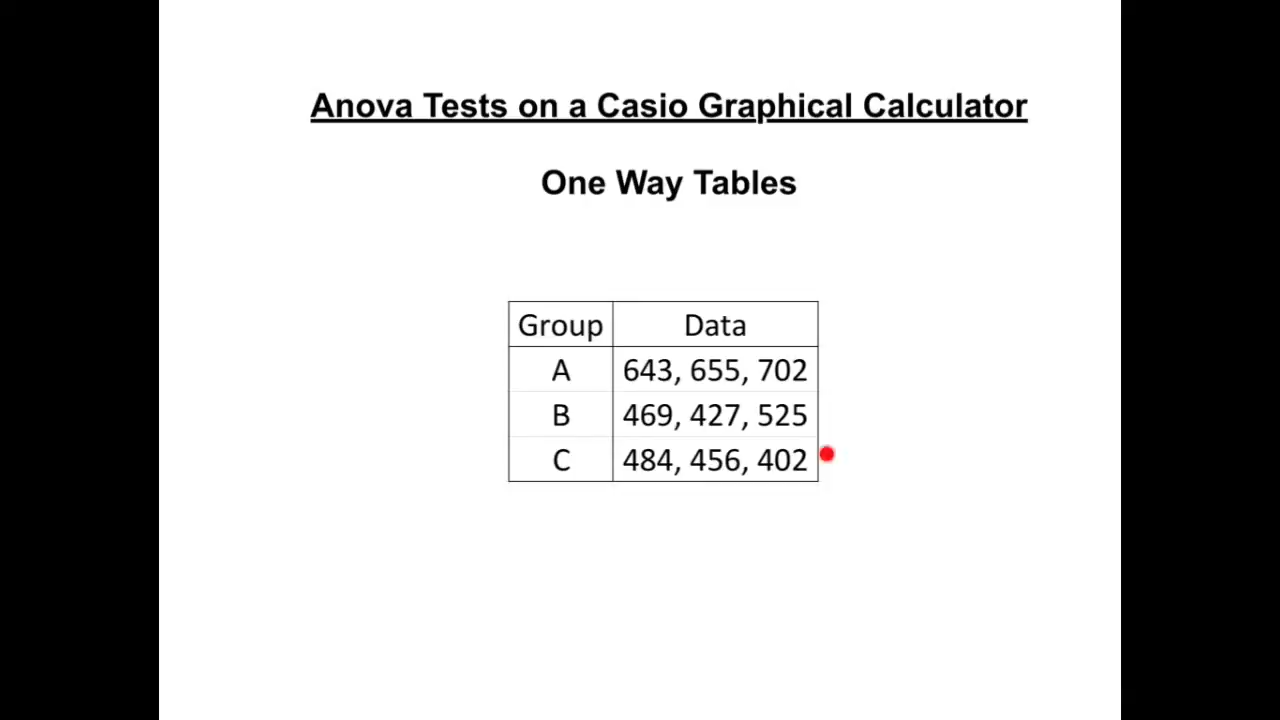 Anova Tests on a Casio Graphical Calculator
One Way Tables
Group Data
A 643, 655, 702
B 469, 427, 525
C 484, 456, 402